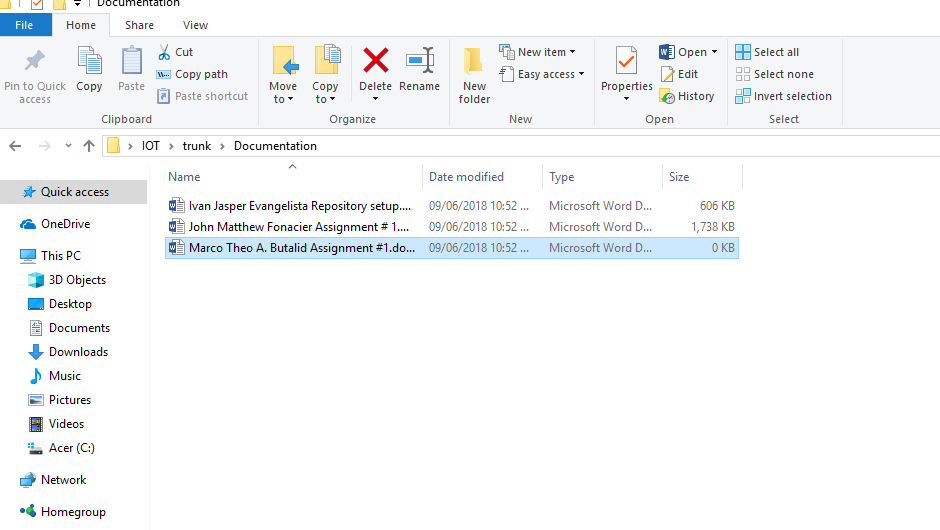 Documentation
File Home Share View
Pin to Quick access
Copy
Paste
Cut
Copy path
Paste shortcut
Clipboard
Move to
Copy to
Delete
Rename
Organize
New folder
New item
Easy access
New
Properties
Open
Edit
History
Open
Select all
Select none
Invert selection
Select
IOT > trunk > Documentation
Name Date modified Type Size
Ivan Jasper Evangelista Repository setup.... 09/06/2018 10:52 ... Microsoft Word D... 606 KB
John Matthew Fonacier Assignment # 1.... 09/06/2018 10:52 ... Microsoft Word D... 1,738 KB
Marco Theo A. Butalid Assignment #1.do... 09/06/2018 10:52 ... Microsoft Word D... 0 KB
Quick access
OneDrive
This PC
3D Objects
Desktop
Documents
Downloads
Music
Pictures
Videos
Acer (C:)
Network
Homegroup